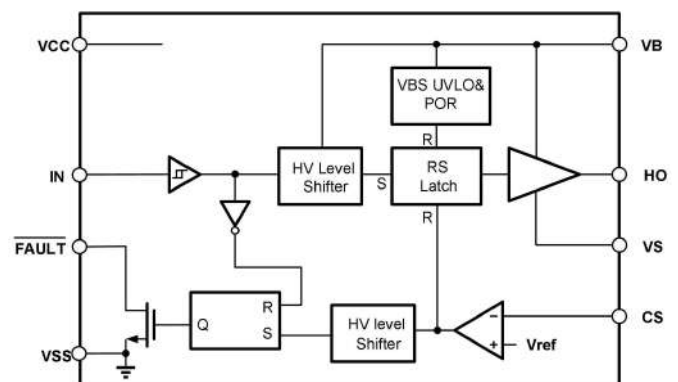 VCC
VB
VBS UVLO&
POR
R
IN
HV Level
Shifter
S
RS
Latch
HO
R
FAULT
VS
R
Q
S
HV level
Shifter
−
+
Vref
CS
VSS